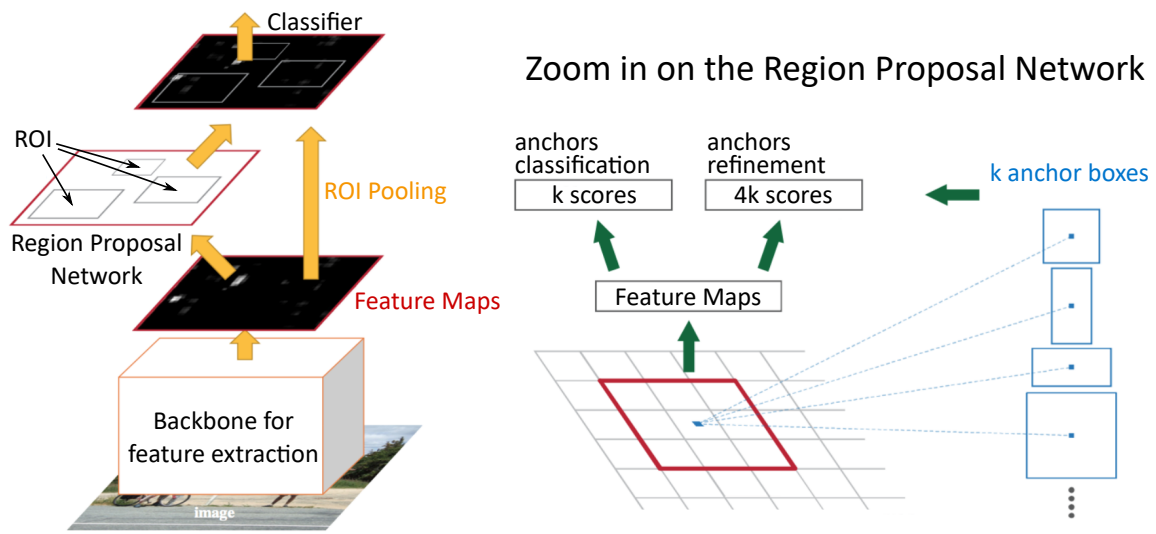 Classifier
ROI
ROI Pooling
Region Proposal
Network
Feature Maps
Backbone for
feature extraction
image
Zoom in on the Region Proposal Network
anchors
classification
k scores
anchors
refinement
4k scores
k anchor boxes
Feature Maps